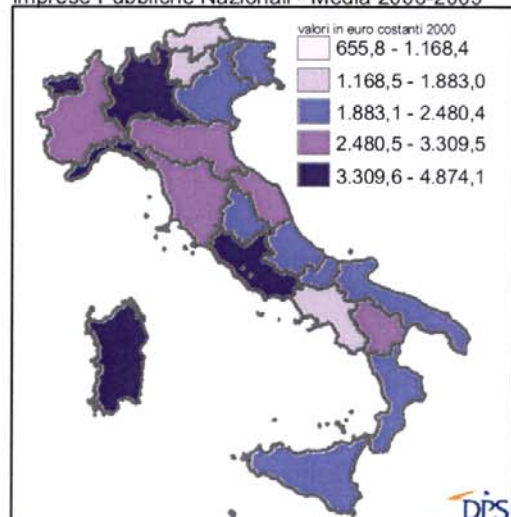 Imprese Pubbliche Nazionali - Media 2006-2009
valori in euro costanti 2000
655,8 - 1.168,4
1.168,5 - 1.883,0
1.883,1 - 2.480,4
2.480,5 - 3.309,5
3.309,6 - 4.874,1
DPS